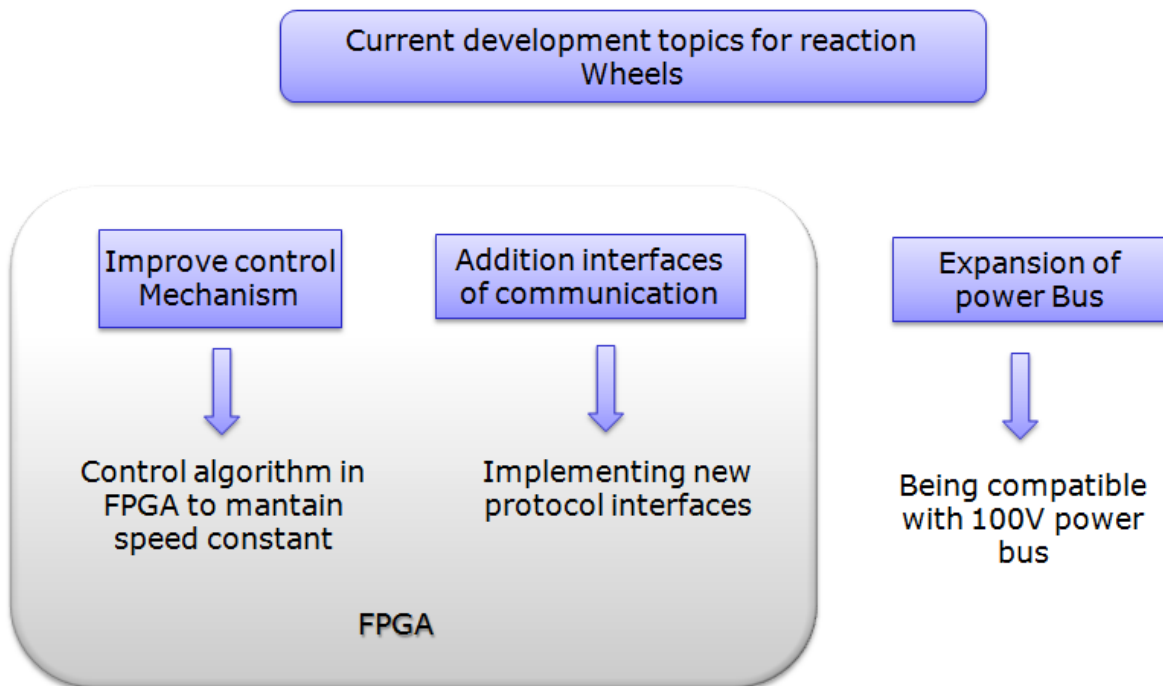 Current development topics for reaction
Wheels
Improve control
Mechanism
Addition interfaces
of communication
Expansion of
power Bus
Control algorithm in
FPGA to mantain
speed constant
Implementing new
protocol interfaces
Being compatible
with 100V power
bus
FPGA